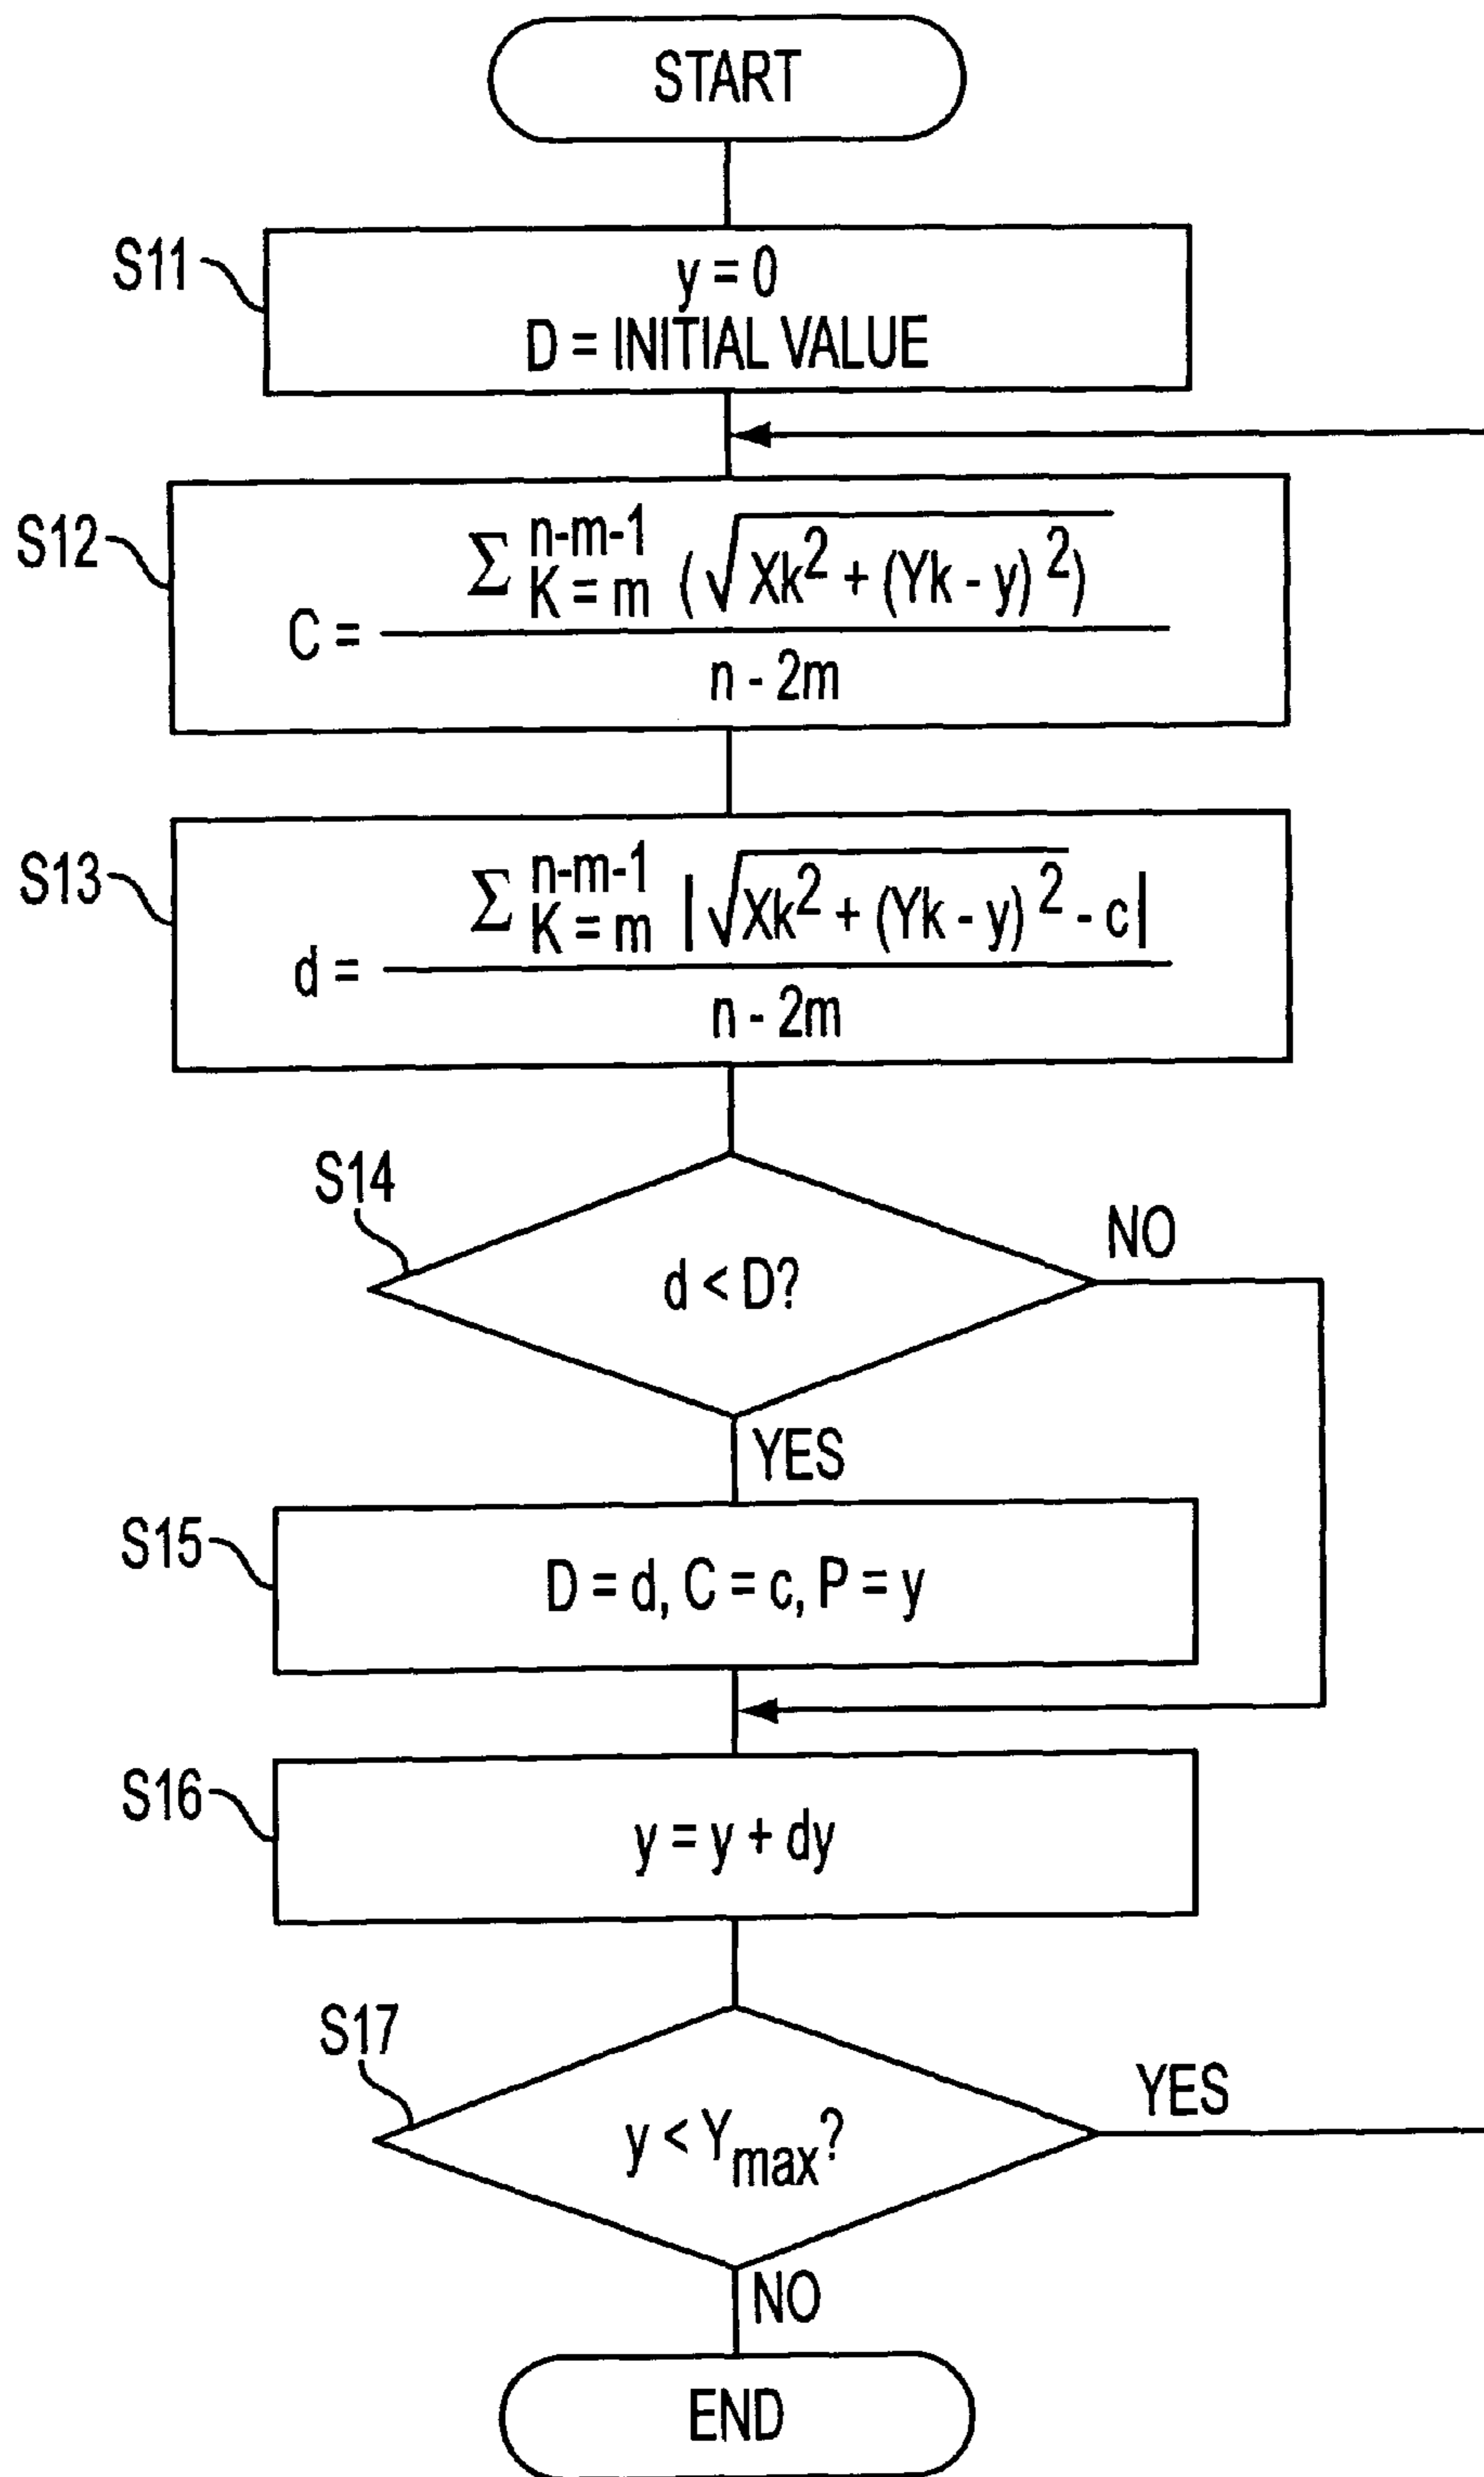 START
S11
y = 0
D = INITIAL VALUE
S12
C = Σ n-m-1 K = m (√Xk² + (Yk - y)²)
n - 2m
S13
d = Σ n-m-1 K = m |√Xk² + (Yk - y)² - c|
n - 2m
S14
d < D?
NO
YES
S15
D = d, C = c, P = y
S16
y = y + dy
S17
y < Ymax?
YES
NO
END